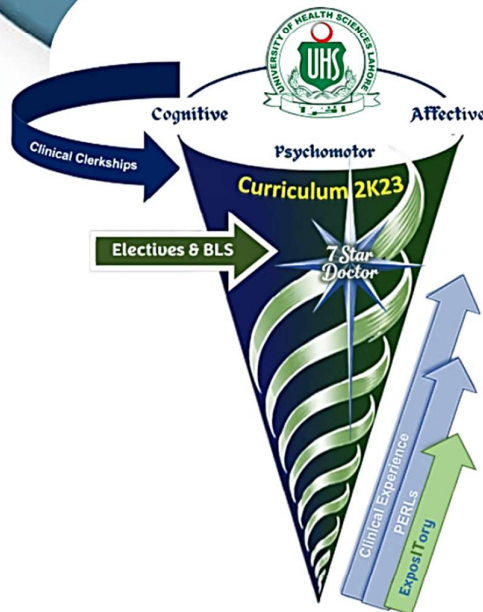 UNIVERSITY OF HEALTH SCIENCES LAHORE
UHS
Cognitive
Affective
Psychomotor
Clinical Clerkships
Curriculum 2K23
Electives & BLS
7 Star
Doctor
Clinical Experience
PERLs
ExposITory